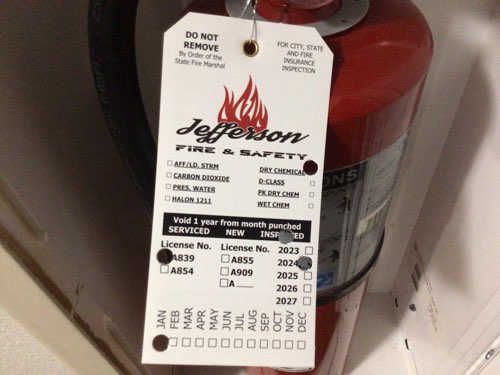 DO NOT
REMOVE
By Order of the
State Fire Marshal
FOR CITY, STATE
AND FIRE
INSURANCE
INSPECTION
Jefferson
FIRE & SAFETY
AFF/LD. STRM
CARBON DIOXIDE
PRES. WATER
HALON 1211
DRY CHEMICAL
D-CLASS
PK DRY CHEM
WET CHEM
Void 1 year from month punched
SERVICED NEW
License No.
A839
A854
License No.
A855
A909
A
2023
2024
2025
2026
2027
JAN
FEB
MAR
APR
MAY
JUN
JUL
AUG
SEP
OCT
NOV
DEC
ONS